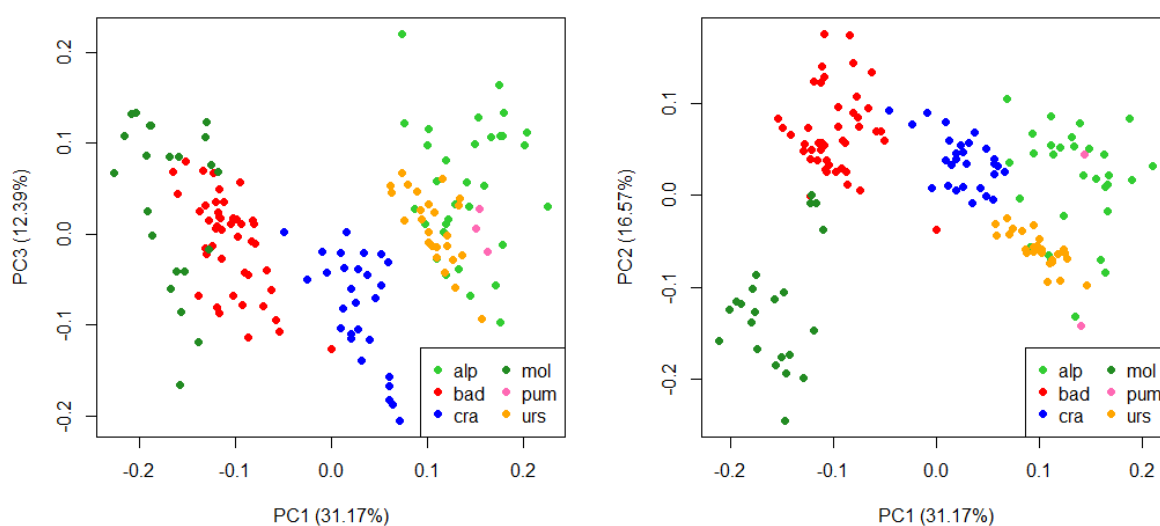 0.2
0.1
0.0
-0.1
-0.2
PC3 (12.39%)
alp mol
bad pum
cra urs
-0.2 -0.1 0.0 0.1 0.2
PC1 (31.17%)
0.1
0.0
-0.1
-0.2
PC2 (16.57%)
alp mol
bad pum
cra urs
-0.2 -0.1 0.0 0.1 0.2
PC1 (31.17%)